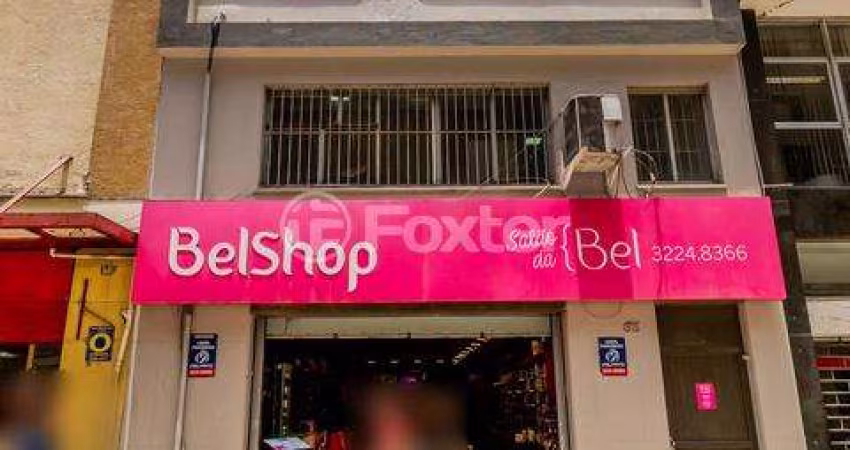 BelShop
Foxter
Salão
da {Bel 3224.8366